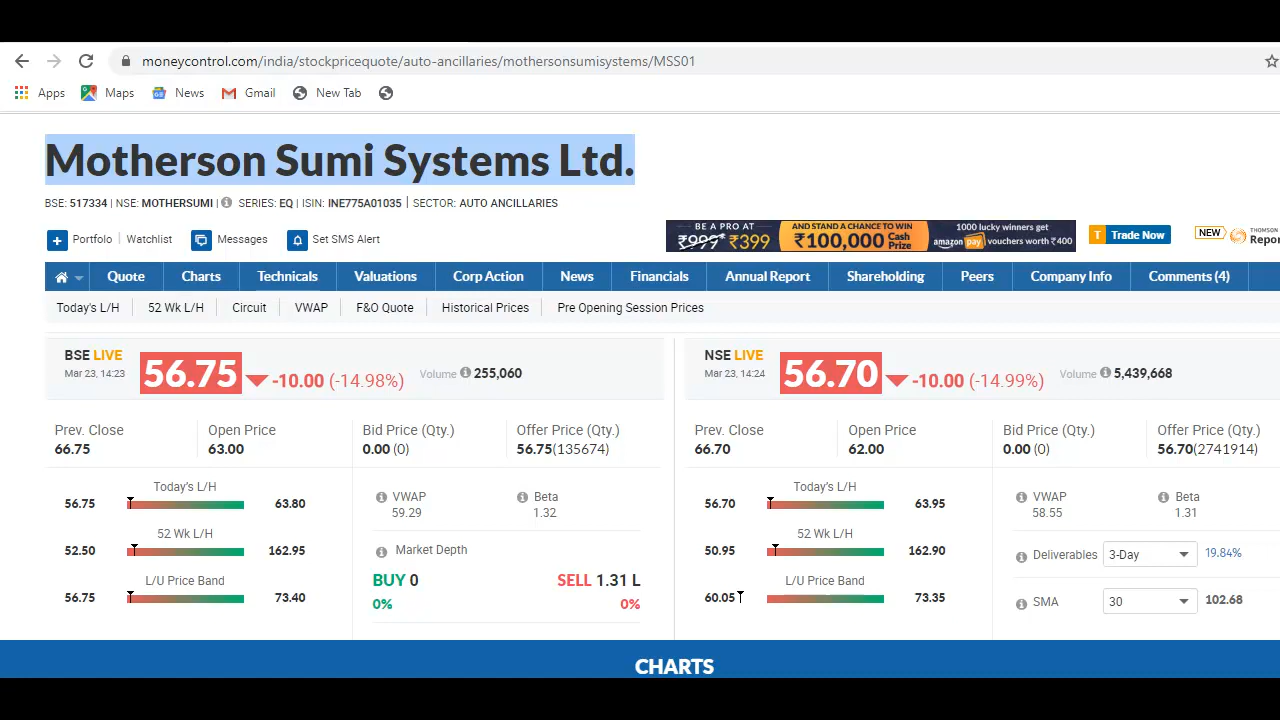 moneycontrol.com/india/stockpricequote/auto-ancillaries/mothersonsumisystems/MSS01
Apps Maps News Gmail New Tab
Motherson Sumi Systems Ltd.
BSE: 517334 | NSE: MOTHERSUMI | SERIES: EQ | ISIN: INE775A01035 | SECTOR: AUTO ANCILLARIES
Portfolo | Watchlist Messages Set SMS Alert
BE A PRO AT
₹999* ₹399
AND STAND A CHANCE TO WIN
₹100,000 Cash Prize
1000 lucky winners get
amazon pay vouchers worth ₹400
T Trade Now
NEW THOMSON
Repor
Quote Charts Technicals Valuations Corp Action News Financials Annual Report Shareholding Peers Company Info Comments (4)
Today's L/H 52 Wk L/H Circuit VWAP F&O Quote Historical Prices Pre Opening Session Prices
BSE LIVE
Mar 23, 14:23
56.75 -10.00 (-14.98%) Volume 255,060
Prev. Close
66.75
Open Price
63.00
Bid Price (Qty.)
0.00 (0)
Offer Price (Qty.)
56.75(135674)
Today's L/H
56.75 63.80
52 Wk L/H
52.50 162.95
L/U Price Band
56.75 73.40
VWAP
59.29
Beta
1.32
Market Depth
BUY 0 SELL 1.31 L
0% 0%
NSE LIVE
Mar 23, 14:24
56.70 -10.00 (-14.99%) Volume 5,439,668
Prev. Close
66.70
Open Price
62.00
Bid Price (Qty.)
0.00 (0)
Offer Price (Qty.)
56.70(2741914)
Today's L/H
56.70 63.95
52 Wk L/H
50.95 162.90
L/U Price Band
60.05 73.35
VWAP
58.55
Beta
1.31
Deliverables 3-Day 19.84%
SMA 30 102.68
CHARTS